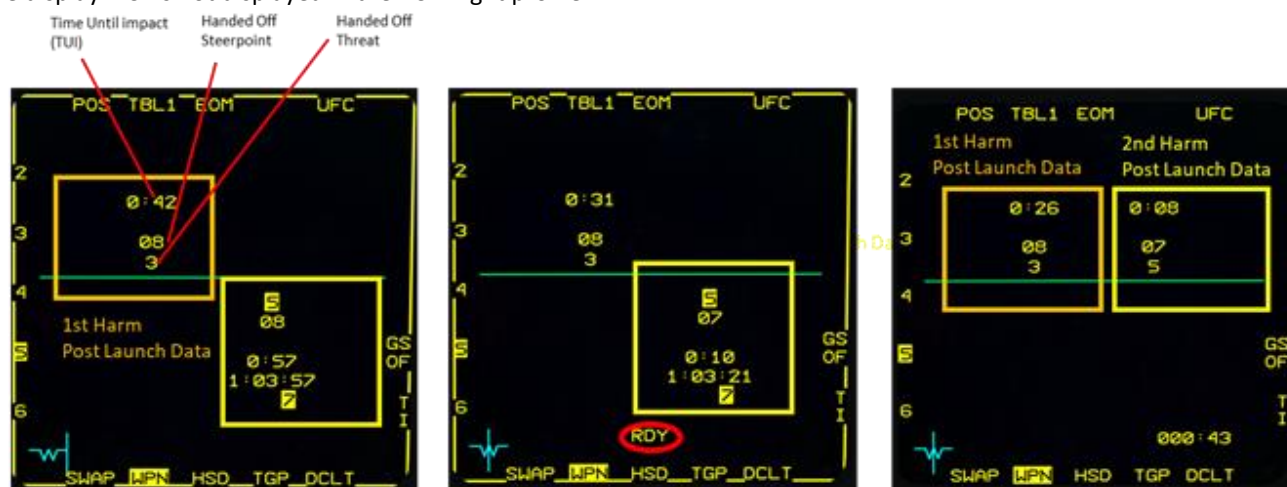 Time Until impact
(TUI)
Handed Off
Steerpoint
Handed Off
Threat
POS TBL1 EOM UFC
2
0:42
3
08
3
4
5
08
1st Harm
Post Launch Data
5
0:57
1:03:57
7
GS
OF
T
I
6
SWAP WPN HSD TGP DCLT
POS TBL1 EOM UFC
2
0:31
3
08
3
4
5
07
5
0:10
1:03:21
7
GS
OF
T
I
6
RDY
SWAP WPN HSD TGP DCLT
POS TBL1 EOM UFC
1st Harm
Post Launch Data
2nd Harm
Post Launch Data
2
0:26 0:08
3
08 07
3 5
4
5
GS
OF
T
I
6
000:43
SWAP WPN HSD TGP DCLT